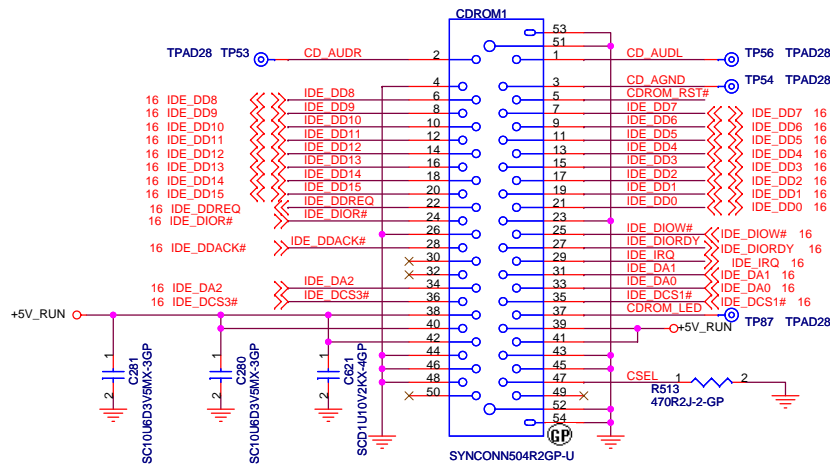 CDROM1
53
51
TPAD28 TP53 CD_AUDR 2 1 CD_AUDL TP56 TPAD28
4 3 CD_AGND TP54 TPAD28
16 IDE_DD8 IDE_DD8 6 5 CDROM_RST#
16 IDE_DD9 IDE_DD9 8 7 IDE_DD7 IDE_DD7 16
16 IDE_DD10 IDE_DD10 10 9 IDE_DD6 IDE_DD6 16
16 IDE_DD11 IDE_DD11 12 11 IDE_DD5 IDE_DD5 16
16 IDE_DD12 IDE_DD12 14 13 IDE_DD4 IDE_DD4 16
16 IDE_DD13 IDE_DD13 16 15 IDE_DD3 IDE_DD3 16
16 IDE_DD14 IDE_DD14 18 17 IDE_DD2 IDE_DD2 16
16 IDE_DD15 IDE_DD15 20 19 IDE_DD1 IDE_DD1 16
16 IDE_DDREQ IDE_DDREQ 22 21 IDE_DD0 IDE_DD0 16
16 IDE_DIOR# IDE_DIOR# 24 23
26 25 IDE_DIOW# IDE_DIOW# 16
16 IDE_DDACK# IDE_DDACK# 28 27 IDE_DIORDY IDE_DIORDY 16
30 29 IDE_IRQ IDE_IRQ 16
32 31 IDE_DA1 IDE_DA1 16
16 IDE_DA2 IDE_DA2 34 33 IDE_DA0 IDE_DA0 16
16 IDE_DCS3# IDE_DCS3# 36 35 IDE_DCS1# IDE_DCS1# 16
+5V_RUN 38 37 CDROM_LED TP87 TPAD28
40 39 +5V_RUN
42 41
44 43
46 45
48 47 CSEL 1 2
R513
470R2J-2-GP
50 49
52
54
GP
SYNCONN504R2GP-U
1 2 C281
SC10U6D3V5MX-3GP
1 2 C280
SC10U6D3V5MX-3GP
1 2 C621
SCD1U10V2KX-4GP